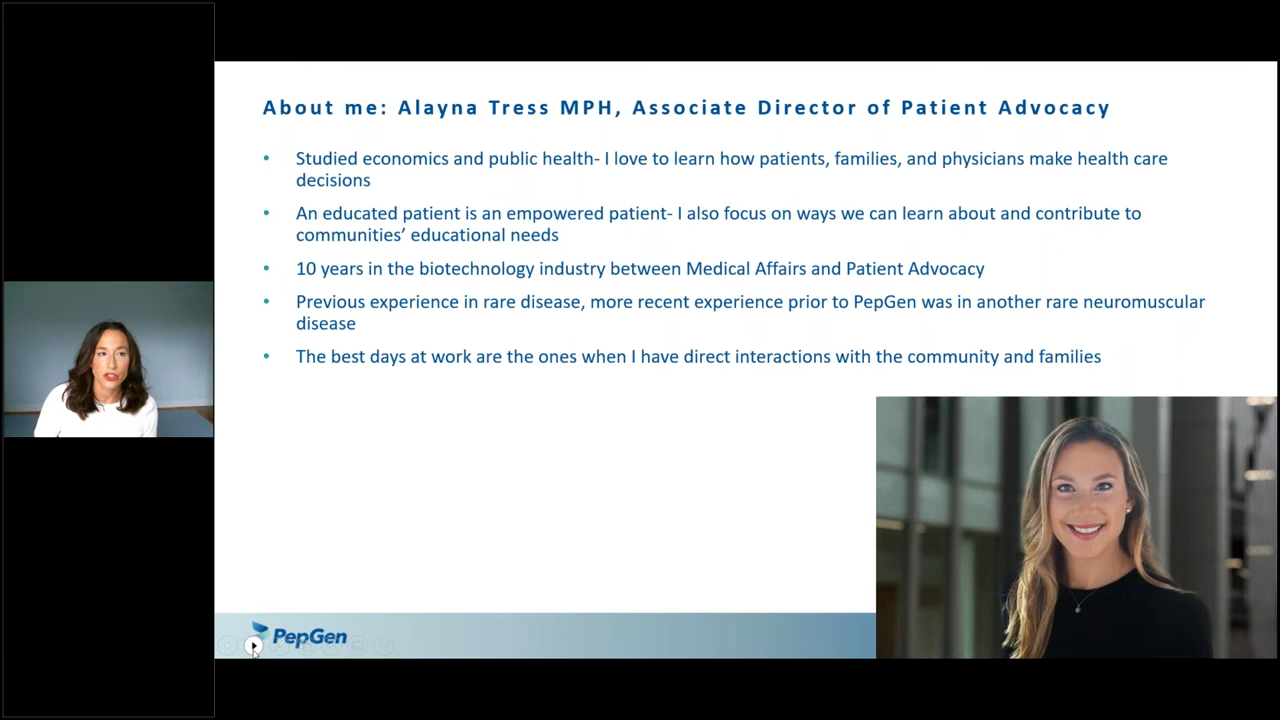 About me: Alayna Tress MPH, Associate Director of Patient Advocacy
• Studied economics and public health- I love to learn how patients, families, and physicians make health care
decisions
• An educated patient is an empowered patient- I also focus on ways we can learn about and contribute to
communities’ educational needs
• 10 years in the biotechnology industry between Medical Affairs and Patient Advocacy
• Previous experience in rare disease, more recent experience prior to PepGen was in another rare neuromuscular
disease
• The best days at work are the ones when I have direct interactions with the community and families
PepGen